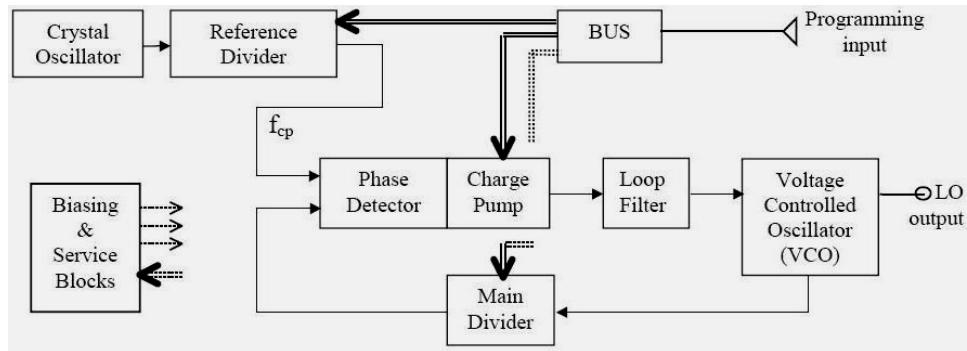 Crystal
Oscillator
Reference
Divider
BUS
Programming
input
fcp
Phase
Detector
Charge
Pump
Loop
Filter
Voltage
Controlled
Oscillator
(VCO)
LO
output
Biasing
&
Service
Blocks
Main
Divider